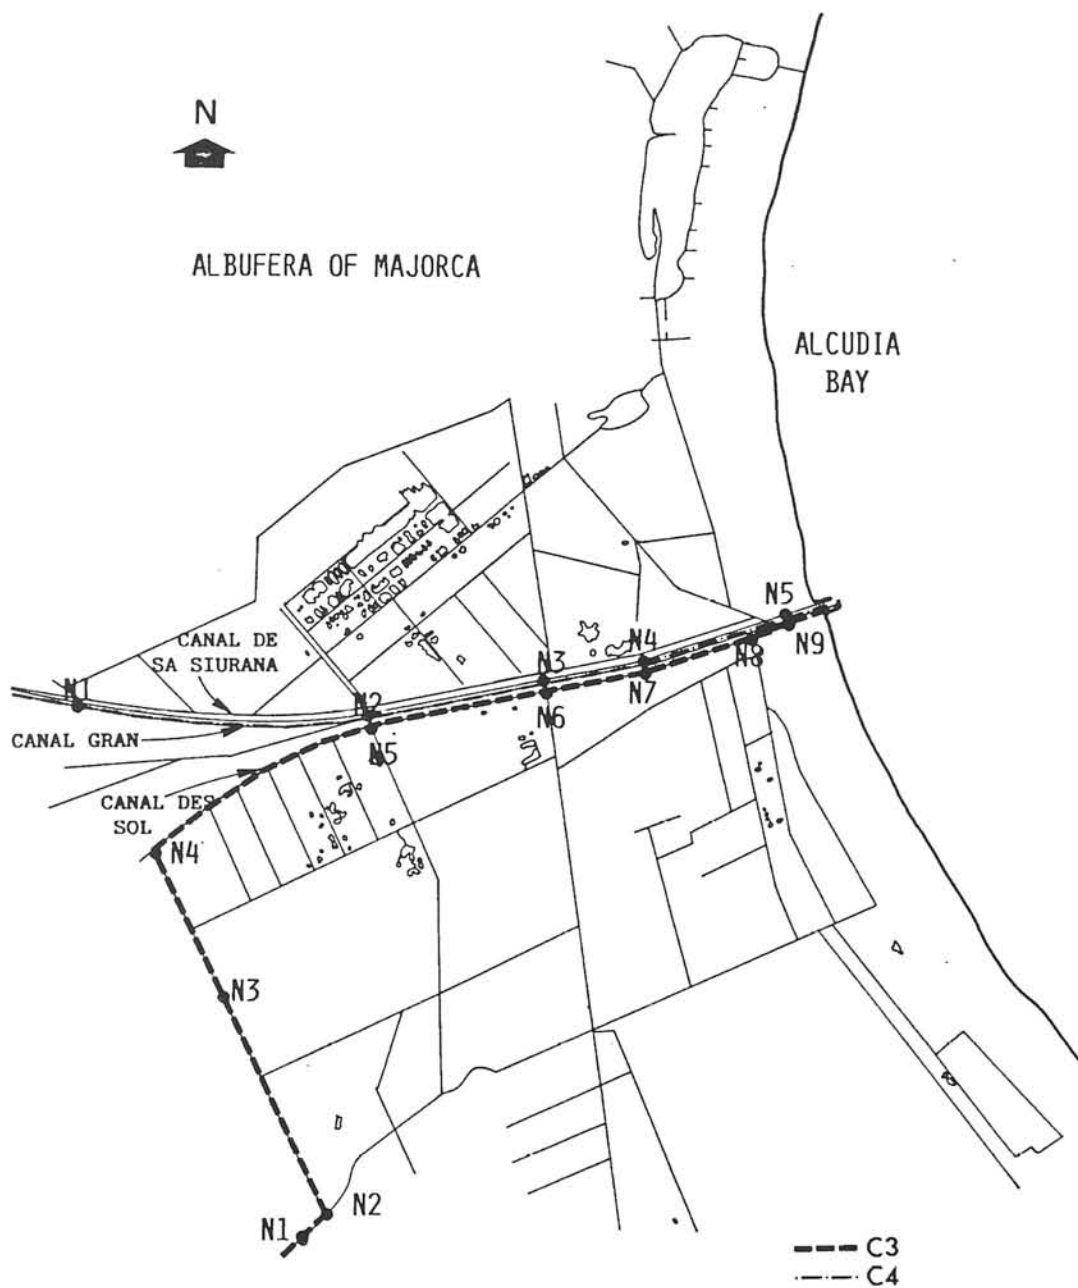 N
ALBUFERA OF MAJORCA
ALCUDIA
BAY
CANAL DE
SA SIURANA
N1
N2
N3
N4
N5
N9
N8
N7
N6
N5
CANAL GRAN
CANAL DES
SOL
N4
N3
N2
N1
C3
C4